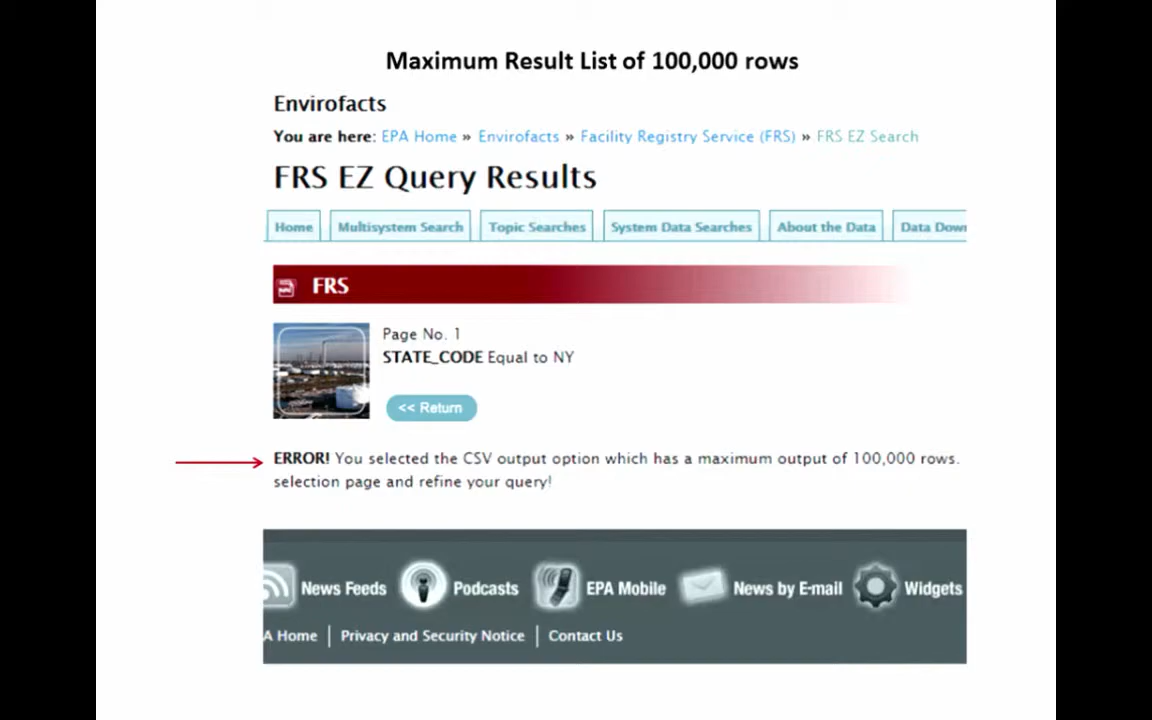 Maximum Result List of 100,000 rows
Envirofacts
You are here: EPA Home » Envirofacts » Facility Registry Service (FRS) » FRS EZ Search
FRS EZ Query Results
Home
Multisystem Search
Topic Searches
System Data Searches
About the Data
Data Down
FRS
Page No. 1
STATE_CODE Equal to NY
<< Return
ERROR! You selected the CSV output option which has a maximum output of 100,000 rows.
selection page and refine your query!
News Feeds
Podcasts
EPA Mobile
News by E-mail
Widgets
A Home | Privacy and Security Notice | Contact Us